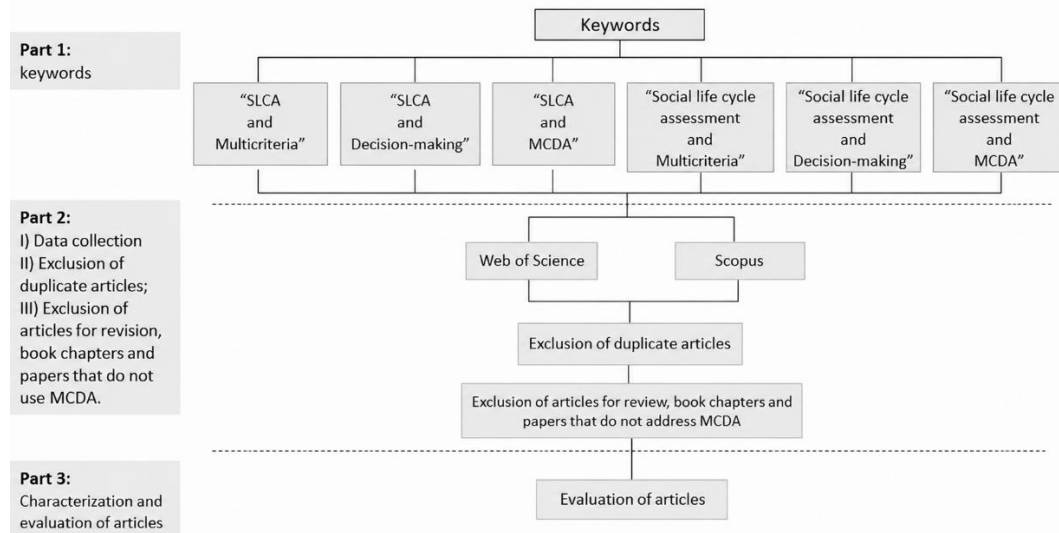 Keywords
Part 1:
keywords
“SLCA
and
Multicriteria”
“SLCA
and
Decision-making”
“SLCA
and
MCDA”
“Social life cycle
assessment
and
Multicriteria”
“Social life cycle
assessment
and
Decision-making”
“Social life cycle
assessment
and
MCDA”
Part 2:
I) Data collection
II) Exclusion of
duplicate articles;
III) Exclusion of
articles for revision,
book chapters and
papers that do not
use MCDA.
Web of Science
Scopus
Exclusion of duplicate articles
Exclusion of articles for review, book chapters and
papers that do not address MCDA
Part 3:
Characterization and
evaluation of articles
Evaluation of articles